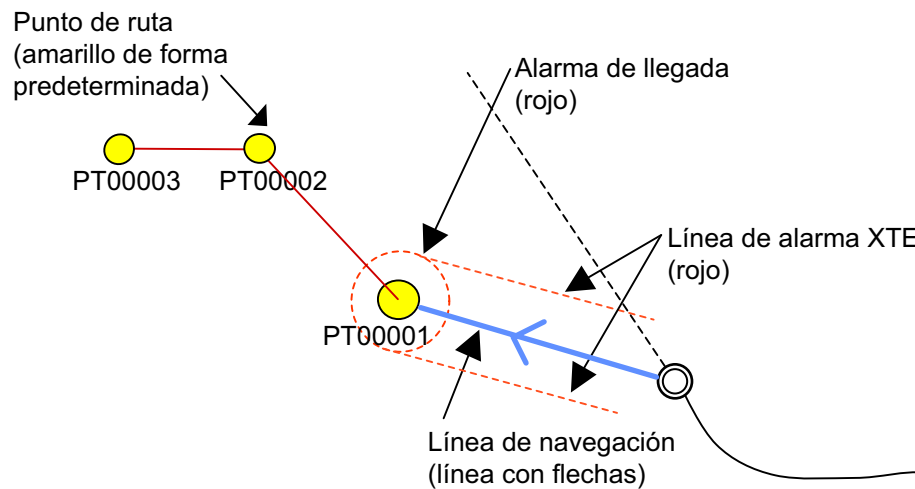 Punto de ruta
(amarillo de forma
predeterminada)
Alarma de llegada
(rojo)
PT00003
PT00002
Línea de alarma XTE
(rojo)
PT00001
Línea de navegación
(línea con flechas)